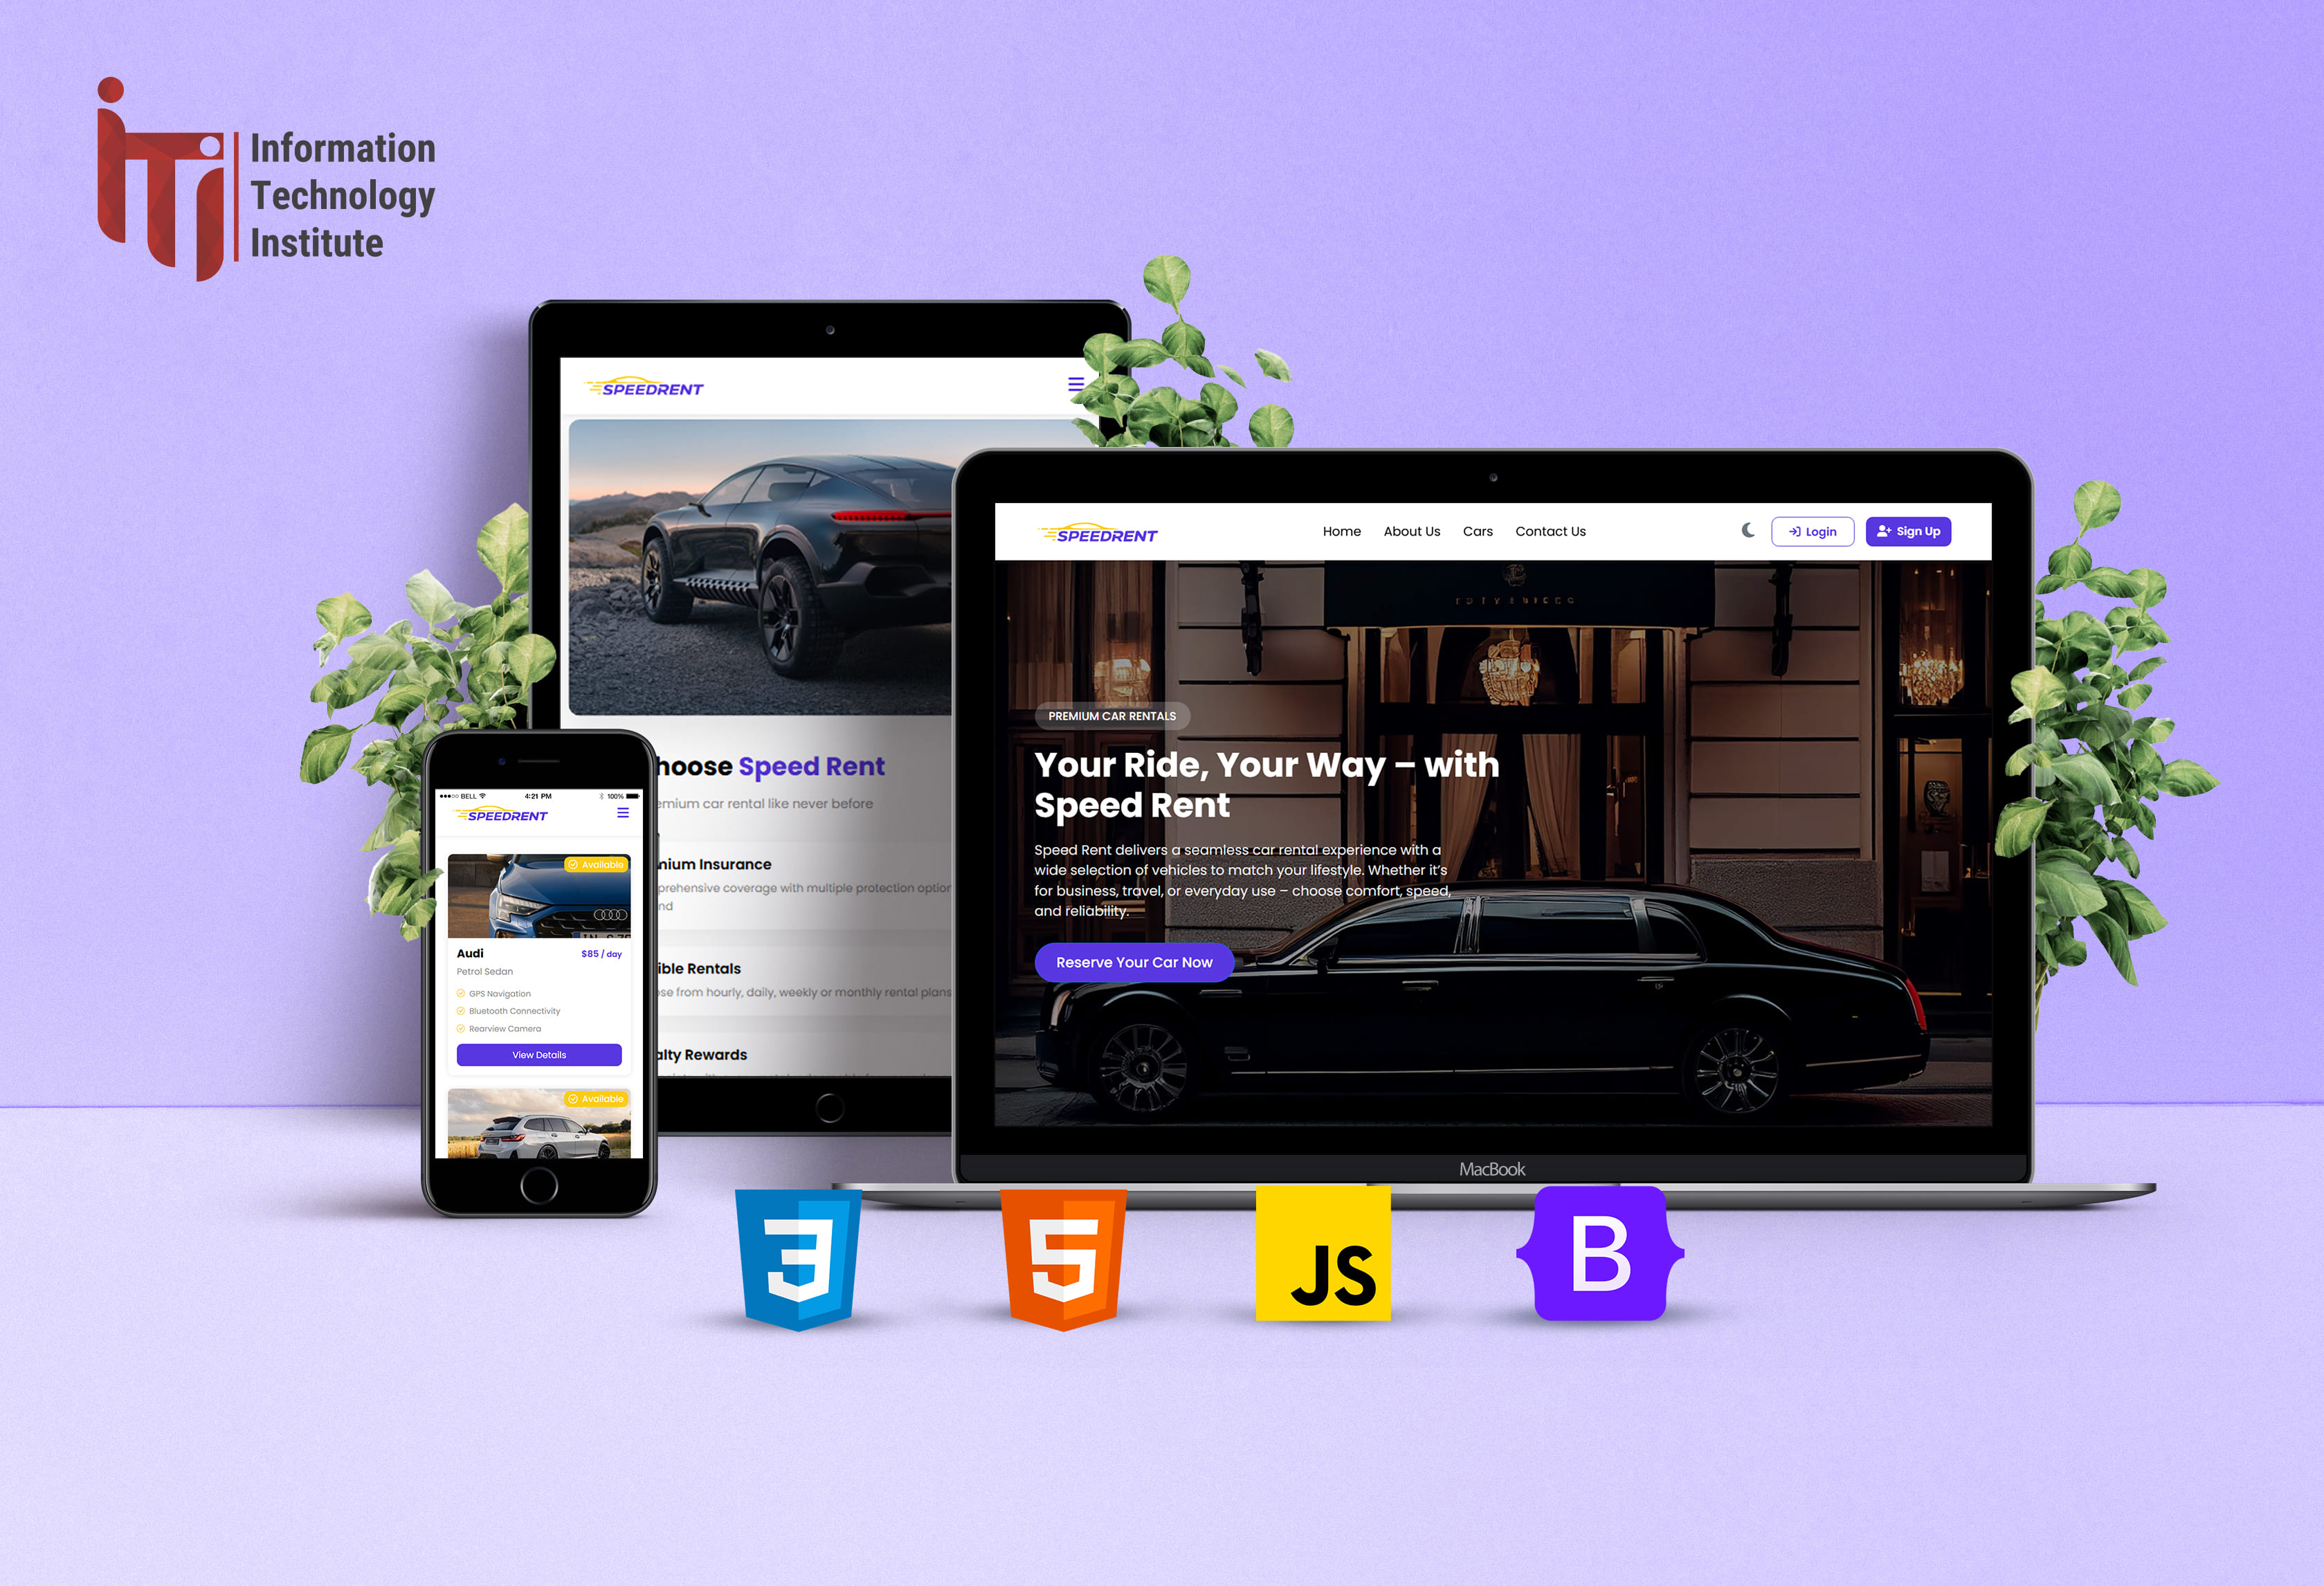 Information
Technology
Institute
SPEEDRENT
hoose Speed Rent
emium car rental like never before
nium Insurance
prehensive coverage with multiple protection option
nd
ible Rentals
ose from hourly, daily, weekly or monthly rental plans
alty Rewards
SPEEDRENT
Home
About Us
Cars
Contact Us
Login
Sign Up
PREMIUM CAR RENTALS
Your Ride, Your Way – with
Speed Rent
Speed Rent delivers a seamless car rental experience with a
wide selection of vehicles to match your lifestyle. Whether it's
for business, travel, or everyday use – choose comfort, speed,
and reliability.
Reserve Your Car Now
MacBook
BELL 4:21 PM 100%
SPEEDRENT
Available
Audi $85 / day
Petrol Sedan
GPS Navigation
Bluetooth Connectivity
Rearview Camera
View Details
Available
3
5
JS
B